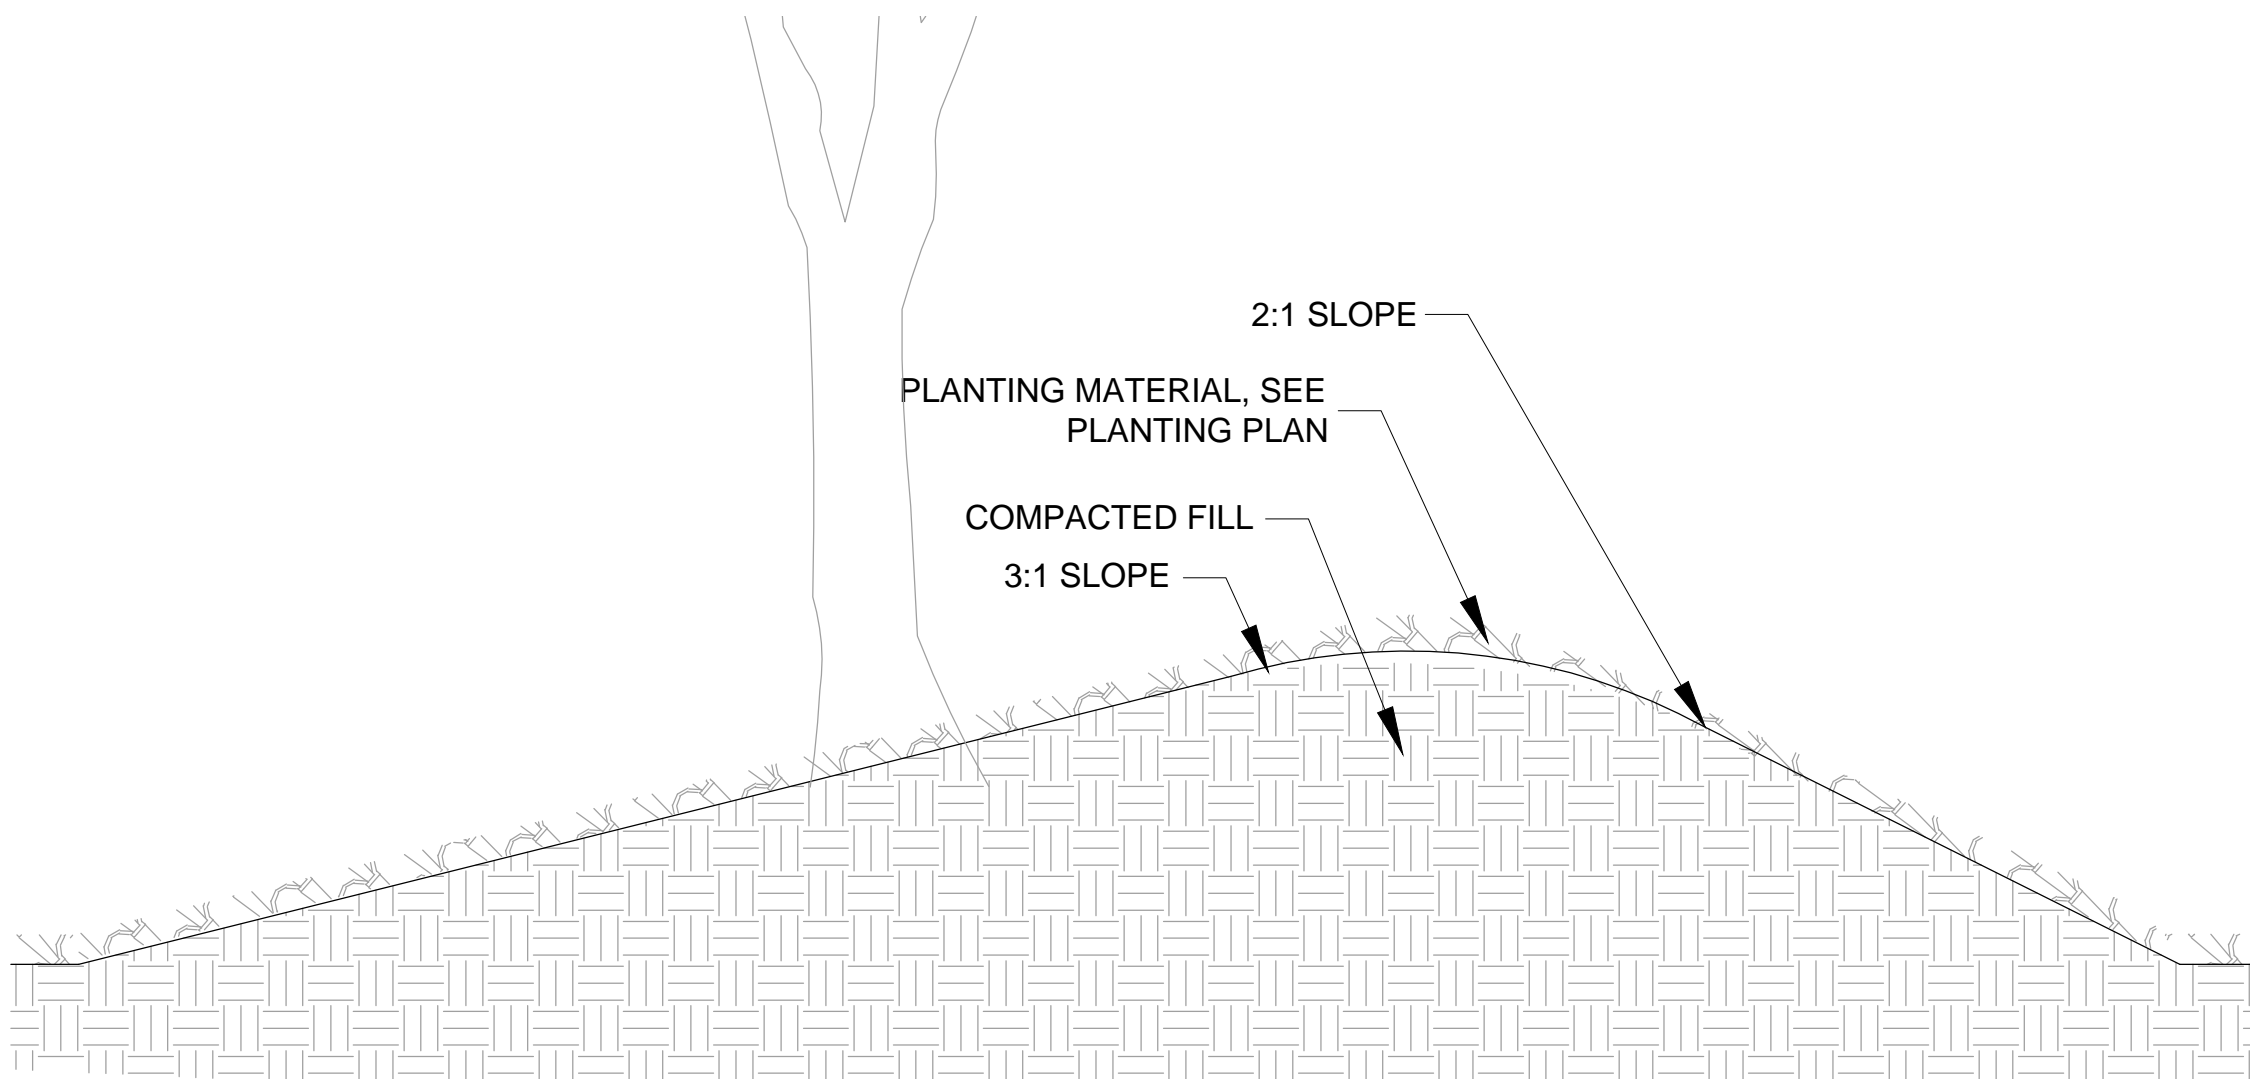 2:1 SLOPE
PLANTING MATERIAL, SEE
PLANTING PLAN
COMPACTED FILL
3:1 SLOPE